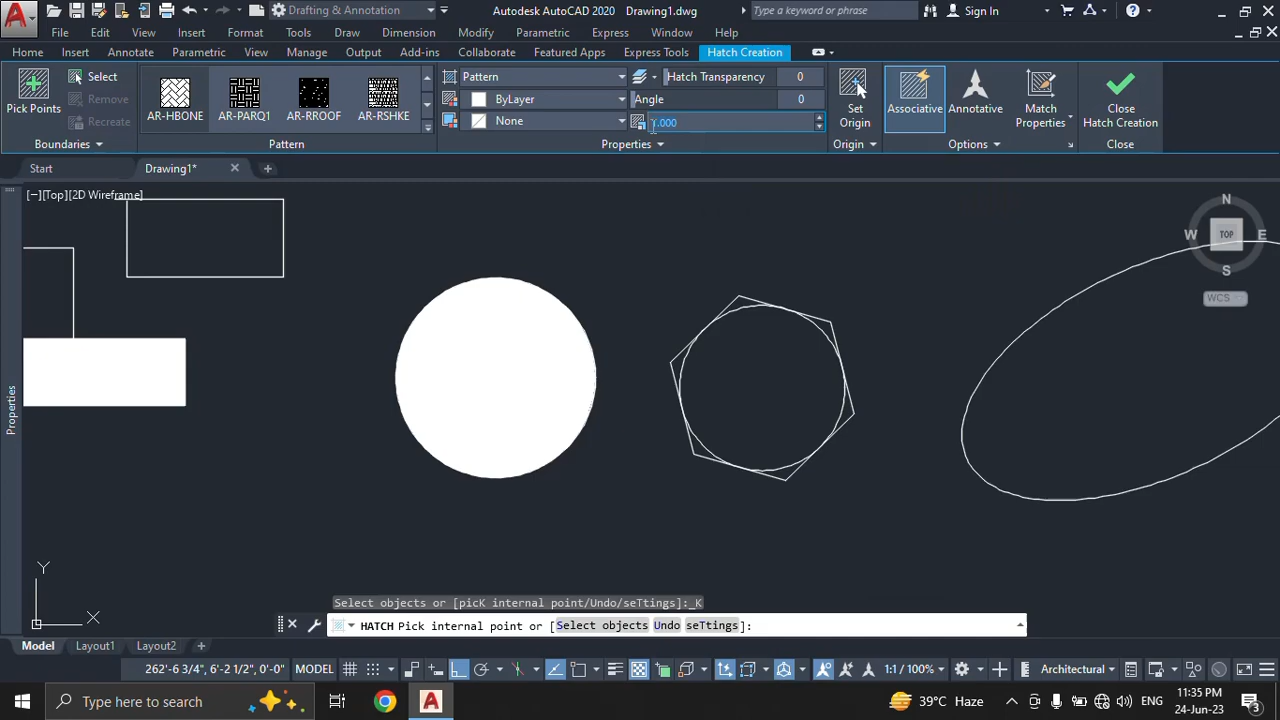 Drafting & Annotation
Autodesk AutoCAD 2020 Drawing1.dwg
Type a keyword or phrase
Sign In
File Edit View Insert Format Tools Draw Dimension Modify Parametric Express Window Help
Home Insert Annotate Parametric View Manage Output Add-ins Collaborate Featured Apps Express Tools Hatch Creation
Pick Points
Select
Remove
Recreate
Boundaries
AR-HBONE AR-PARQ1 AR-RROOF AR-RSHKE
Pattern
Pattern
ByLayer
None
Hatch Transparency 0
Angle 0
1.000
Properties
Set
Origin
Origin
Associative
Annotative
Match
Properties
Options
Close
Hatch Creation
Close
Start Drawing1*
[−][Top][2D Wireframe]
N
W TOP E
S
WCS
Properties
Y
X
Select objects or [picK internal point/Undo/seTtings]:_K
HATCH Pick internal point or [Select objects Undo seTtings]:
Model Layout1 Layout2
262'-6 3/4", 6'-2 1/2", 0'-0" MODEL 1:1 / 100% Architectural
Type here to search
39°C Haze
ENG
11:35 PM
24-Jun-23
3